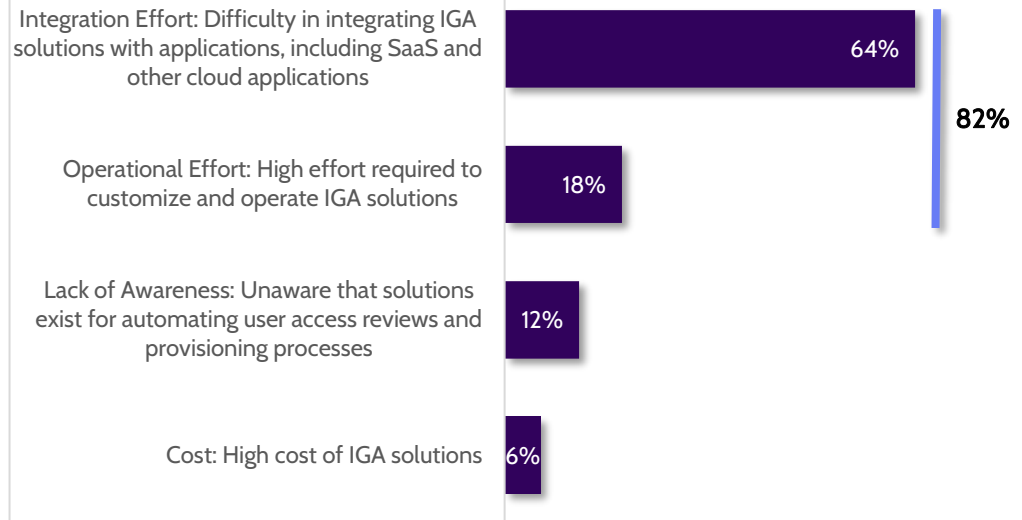 Integration Effort: Difficulty in integrating IGA
solutions with applications, including SaaS and
other cloud applications
64%
82%
Operational Effort: High effort required to
customize and operate IGA solutions
18%
Lack of Awareness: Unaware that solutions
exist for automating user access reviews and
provisioning processes
12%
Cost: High cost of IGA solutions
6%